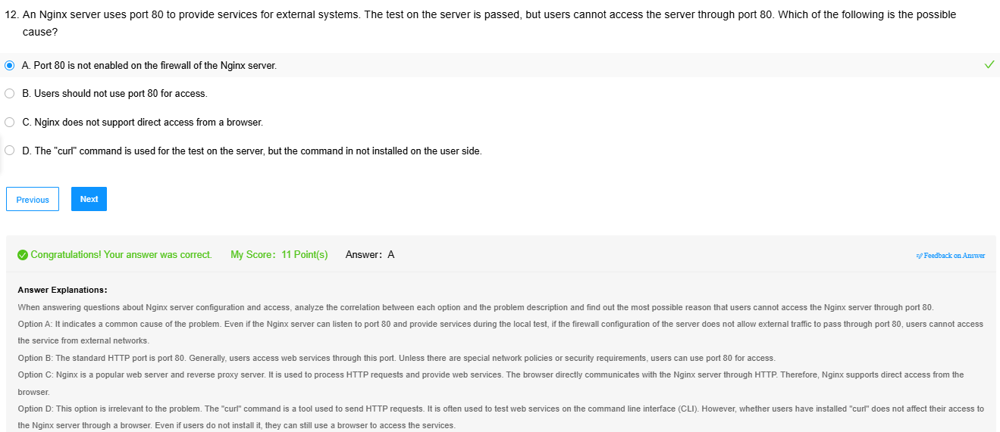 12. An Nginx server uses port 80 to provide services for external systems. The test on the server is passed, but users cannot access the server through port 80. Which of the following is the possible
cause?
A. Port 80 is not enabled on the firewall of the Nginx server.
B. Users should not use port 80 for access.
C. Nginx does not support direct access from a browser.
D. The "curl" command is used for the test on the server, but the command in not installed on the user side.
Previous Next
Congratulations! Your answer was correct. My Score: 11 Point(s) Answer: A Feedback on Answer
Answer Explanations:
When answering questions about Nginx server configuration and access, analyze the correlation between each option and the problem description and find out the most possible reason that users cannot access the Nginx server through port 80.
Option A: It indicates a common cause of the problem. Even if the Nginx server can listen to port 80 and provide services during the local test, if the firewall configuration of the server does not allow external traffic to pass through port 80, users cannot access
the service from external networks.
Option B: The standard HTTP port is port 80. Generally, users access web services through this port. Unless there are special network policies or security requirements, users can use port 80 for access.
Option C: Nginx is a popular web server and reverse proxy server. It is used to process HTTP requests and provide web services. The browser directly communicates with the Nginx server through HTTP. Therefore, Nginx supports direct access from the
browser.
Option D: This option is irrelevant to the problem. The "curl" command is a tool used to send HTTP requests. It is often used to test web services on the command line interface (CLI). However, whether users have installed "curl" does not affect their access to
the Nginx server through a browser. Even if users do not install it, they can still use a browser to access the services.